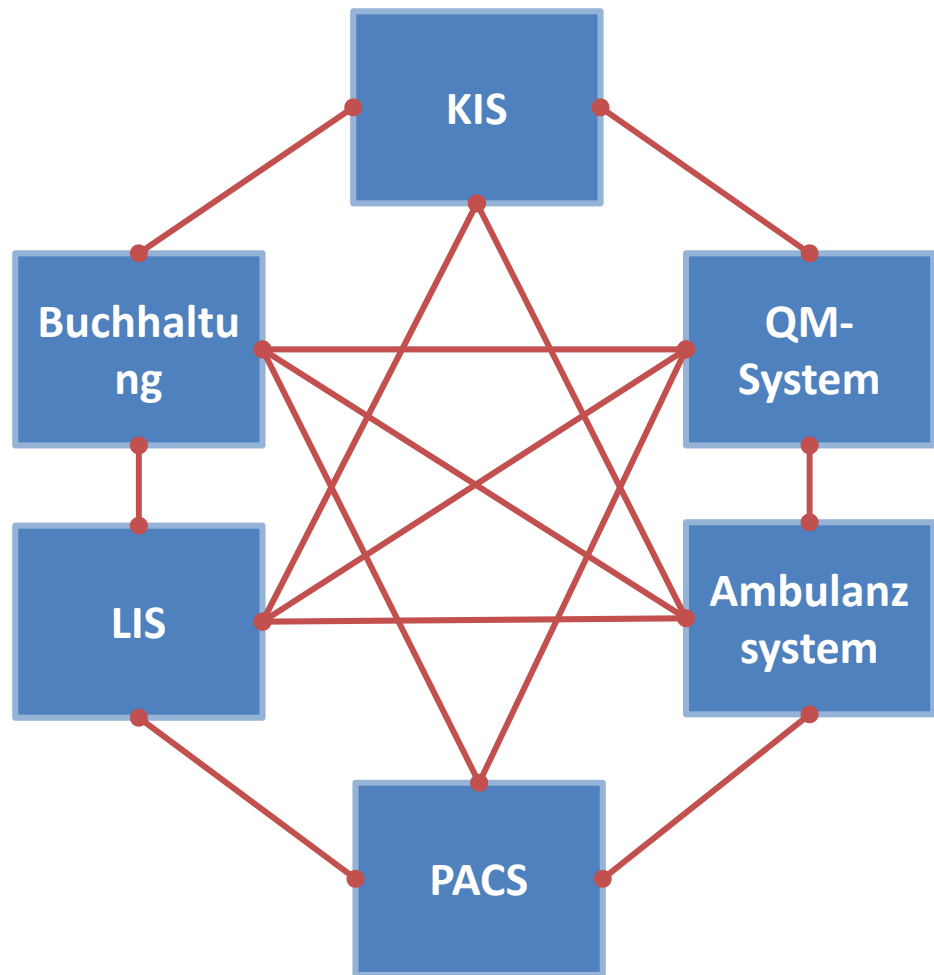 KIS
Buchhaltu
ng
QM-
System
LIS
Ambulanz
system
PACS